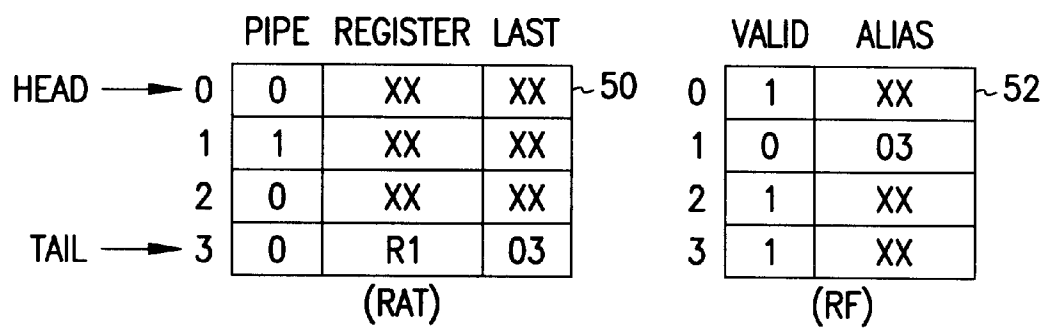 PIPE REGISTER LAST VALID ALIAS
HEAD 0 0 XX XX 50 0 1 XX 52
1 1 XX XX 1 0 03
2 0 XX XX 2 1 XX
TAIL 3 0 R1 03 3 1 XX
(RAT) (RF)